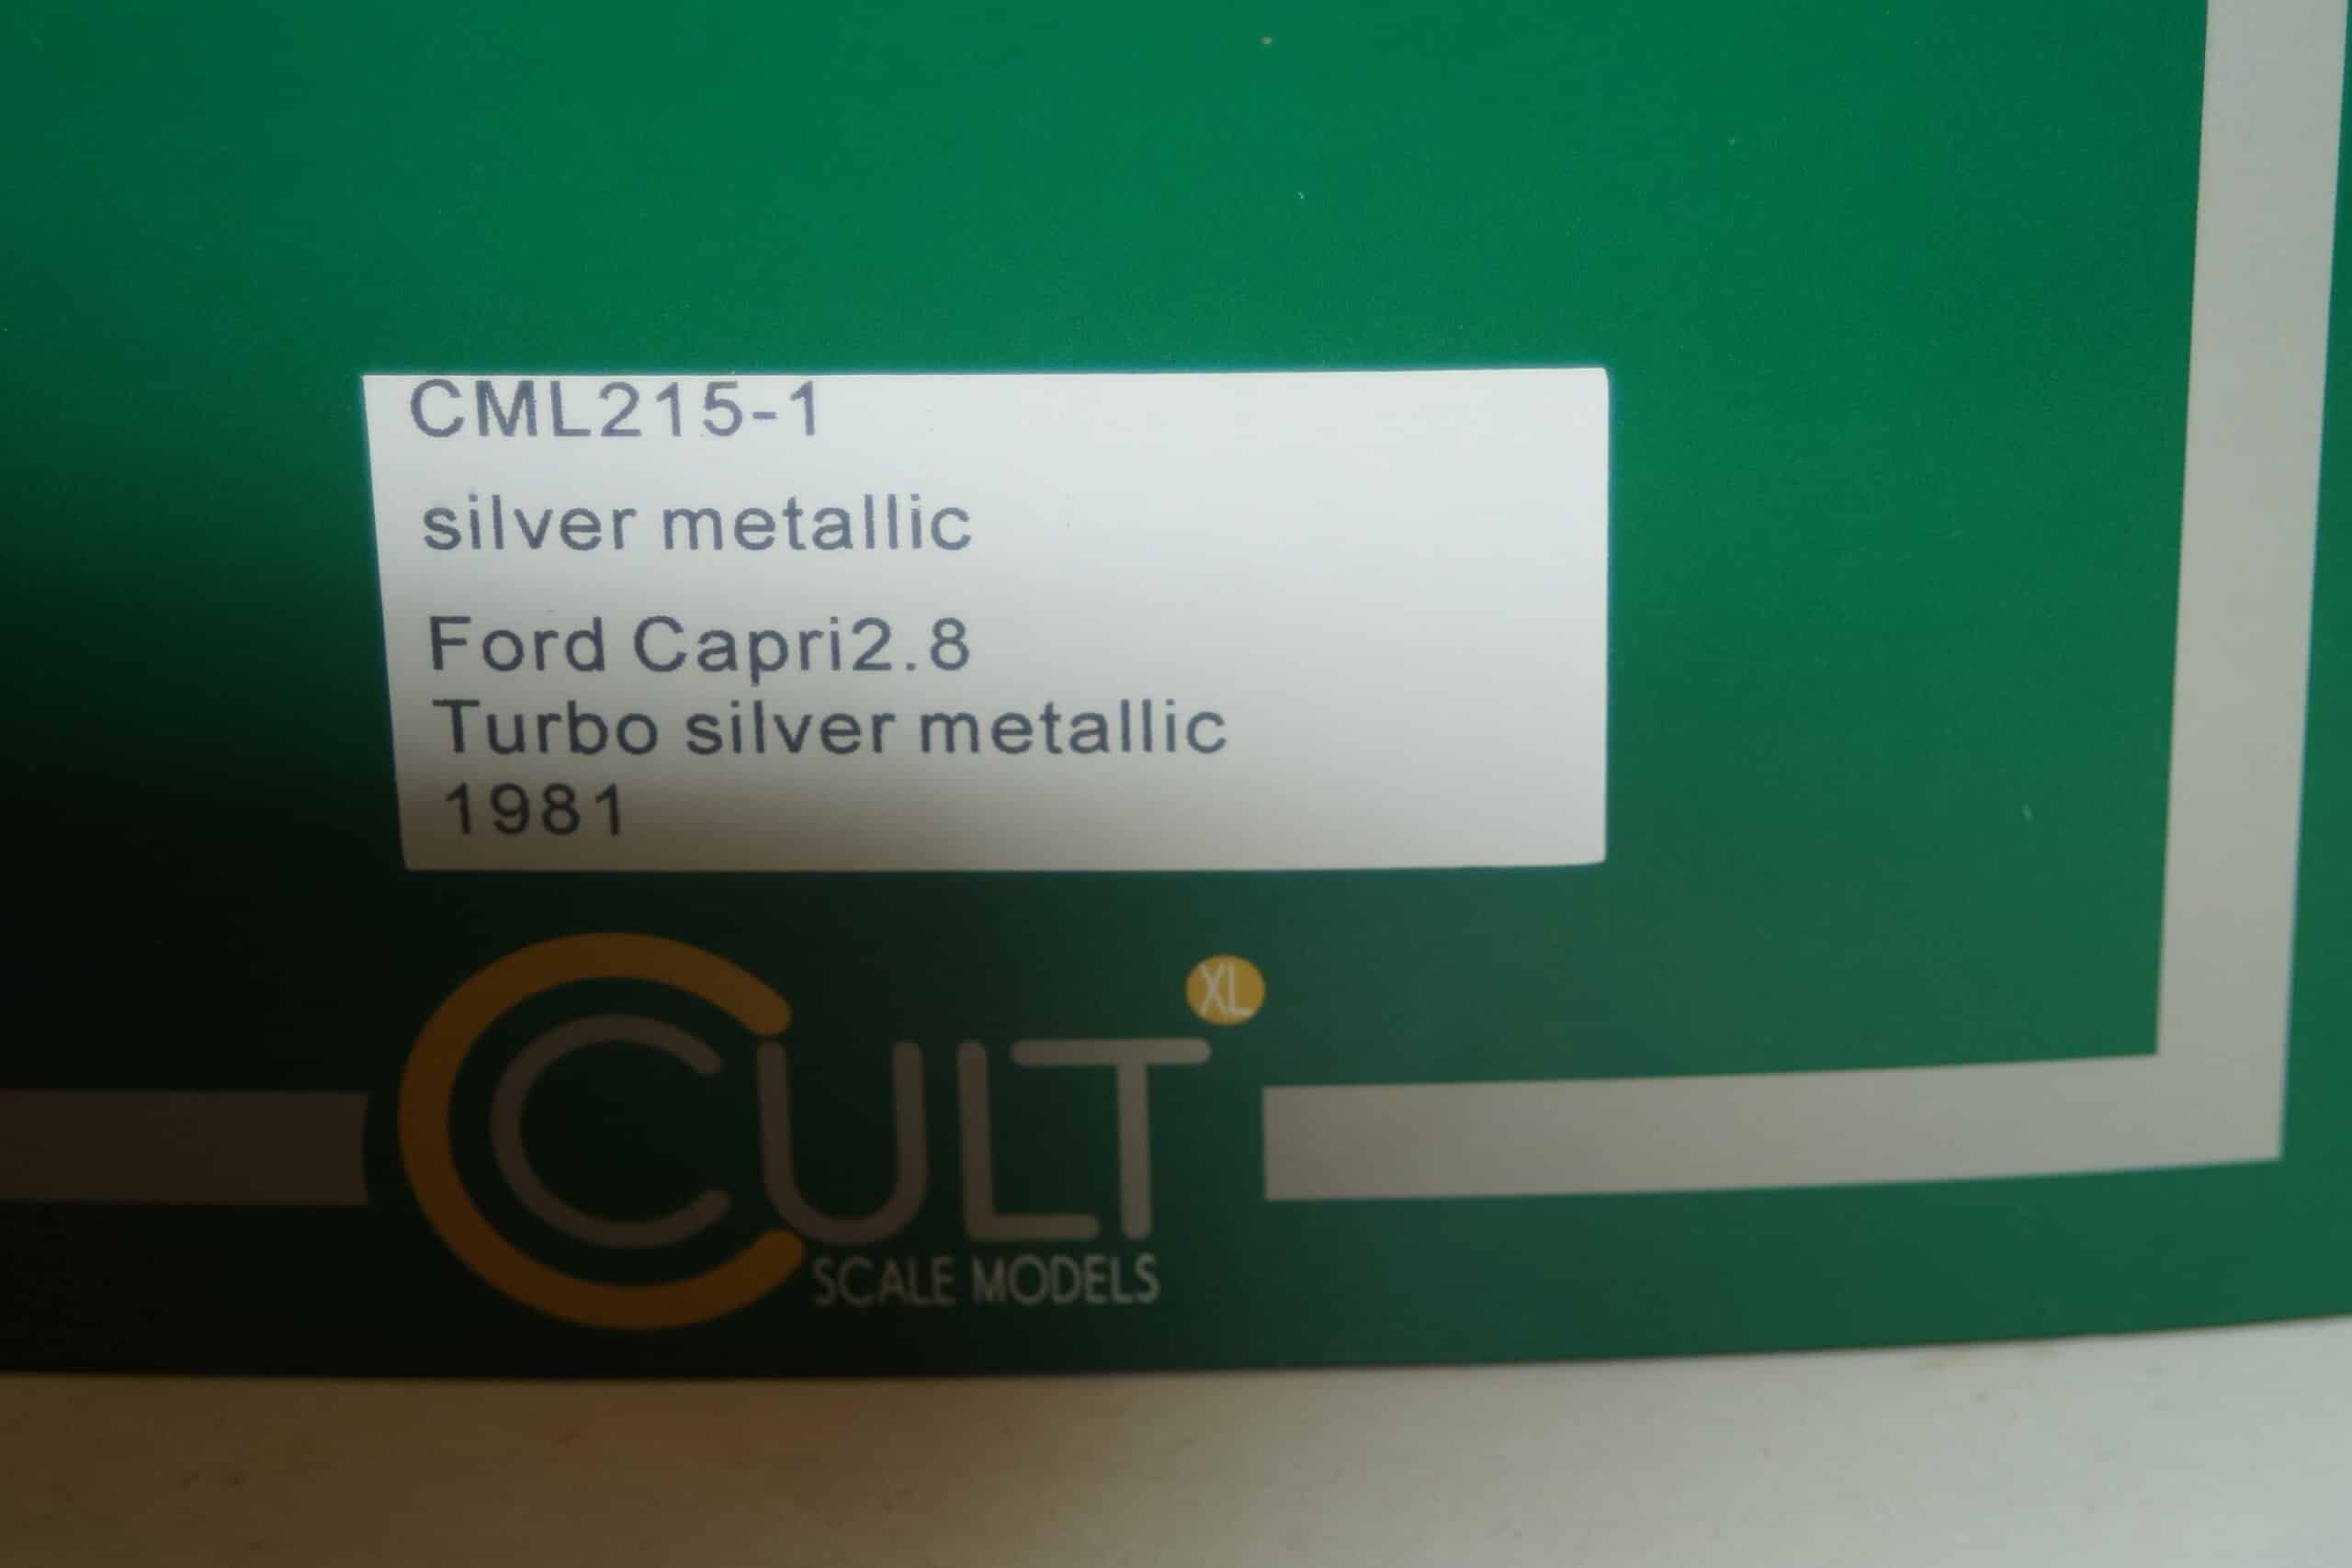 CML215-1
silver metallic
Ford Capri2.8
Turbo silver metallic
1981
CULT XL
SCALE MODELS